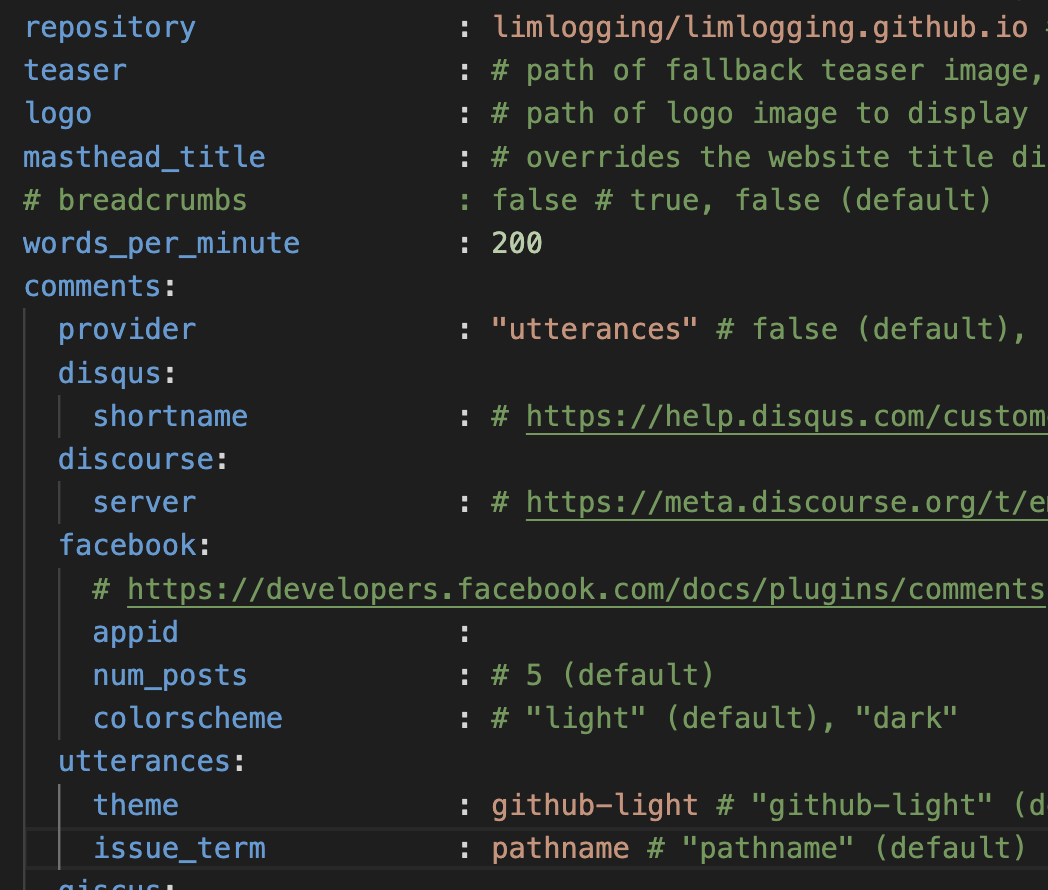 repository : limlogging/limlogging.github.io
teaser : # path of fallback teaser image,
logo : # path of logo image to display
masthead_title : # overrides the website title di
# breadcrumbs : false # true, false (default)
words_per_minute : 200
comments:
provider : "utterances" # false (default),
disqus:
shortname : # https://help.disqus.com/custom
discourse:
server : # https://meta.discourse.org/t/e
facebook:
# https://developers.facebook.com/docs/plugins/comments
appid :
num_posts : # 5 (default)
colorscheme : # "light" (default), "dark"
utterances:
theme : github-light # "github-light" (d
issue_term : pathname # "pathname" (default)
giscus: